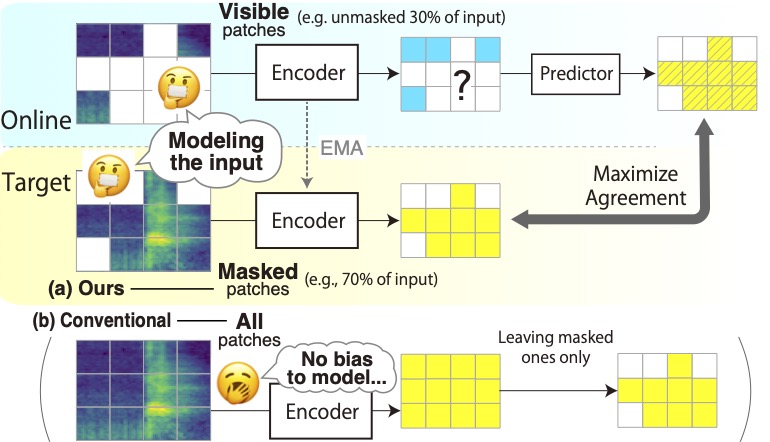 Visible (e.g. unmasked 30% of input)
patches
Encoder
?
Predictor
Online
Modeling
the input
EMA
Target
Maximize
Agreement
Encoder
Masked (e.g., 70% of input)
patches
(a) Ours
(b) Conventional
All
patches
No bias
to model...
Encoder
Leaving masked
ones only